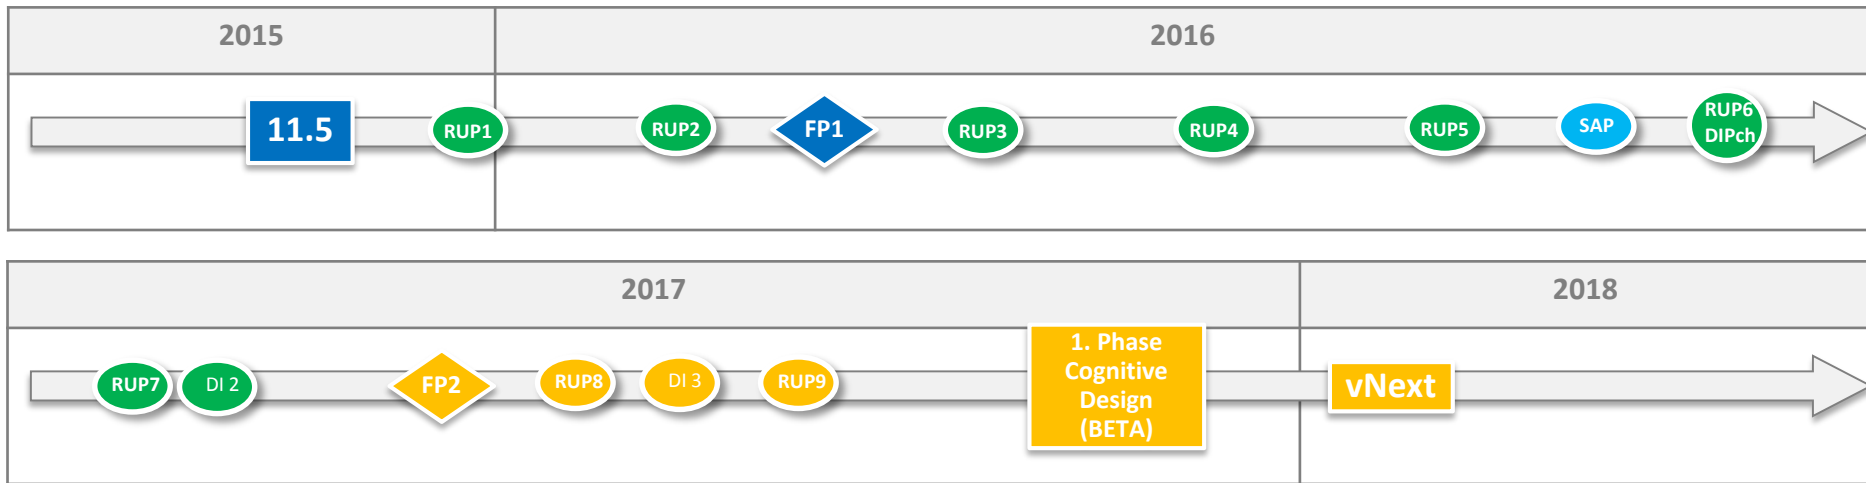 2015
2016
11.5
RUP1
RUP2
FP1
RUP3
RUP4
RUP5
SAP
RUP6
DIPch
2017
2018
RUP7
DI 2
FP2
RUP8
DI 3
RUP9
1. Phase
Cognitive
Design
(BETA)
vNext